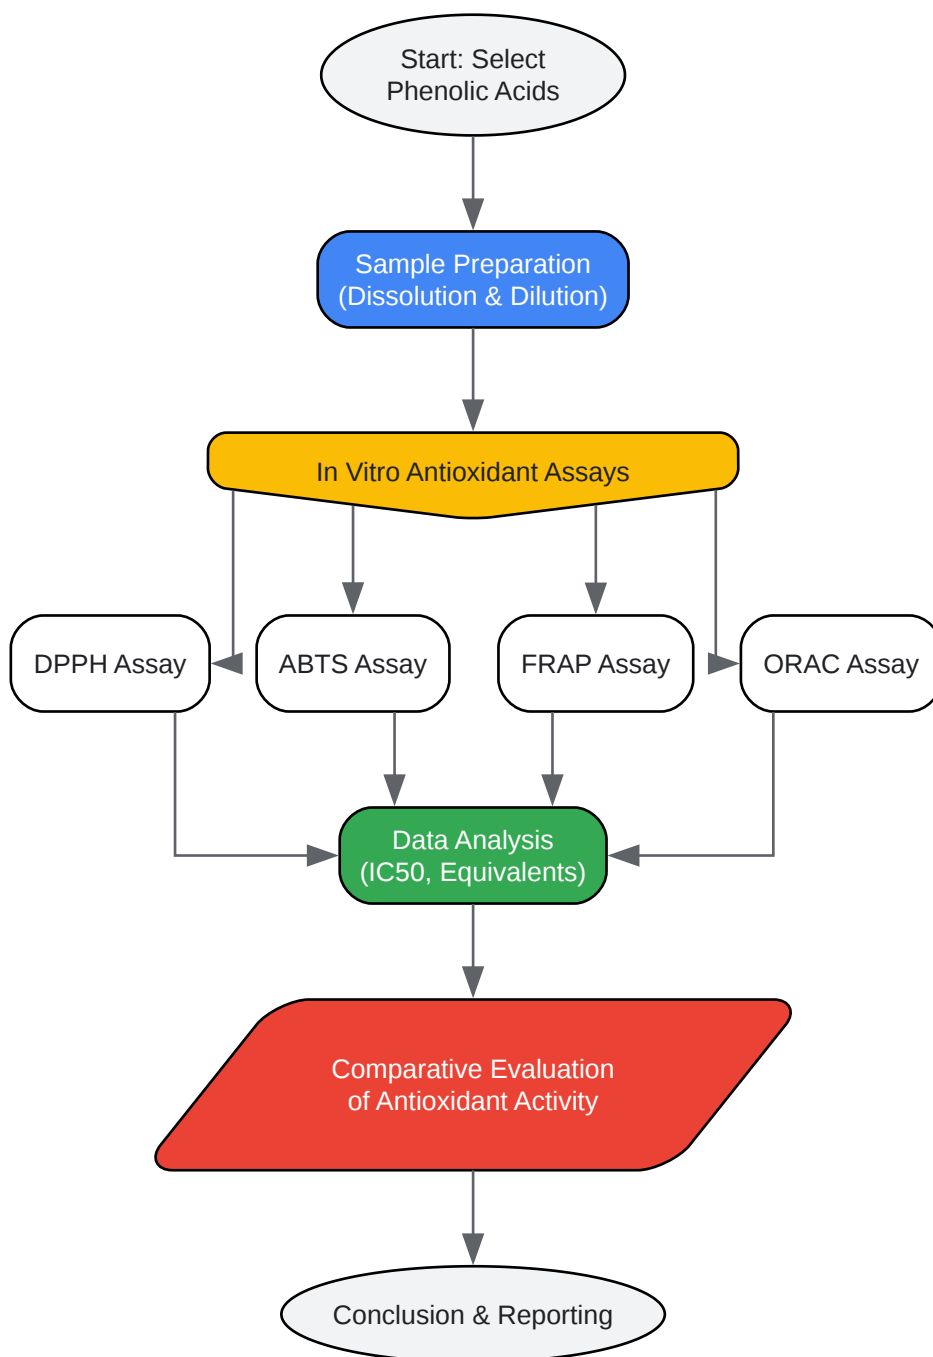 Start: Select
Phenolic Acids
Sample Preparation
(Dissolution & Dilution)
In Vitro Antioxidant Assays
DPPH Assay
ABTS Assay
FRAP Assay
ORAC Assay
Data Analysis
(IC50, Equivalents)
Comparative Evaluation
of Antioxidant Activity
Conclusion & Reporting